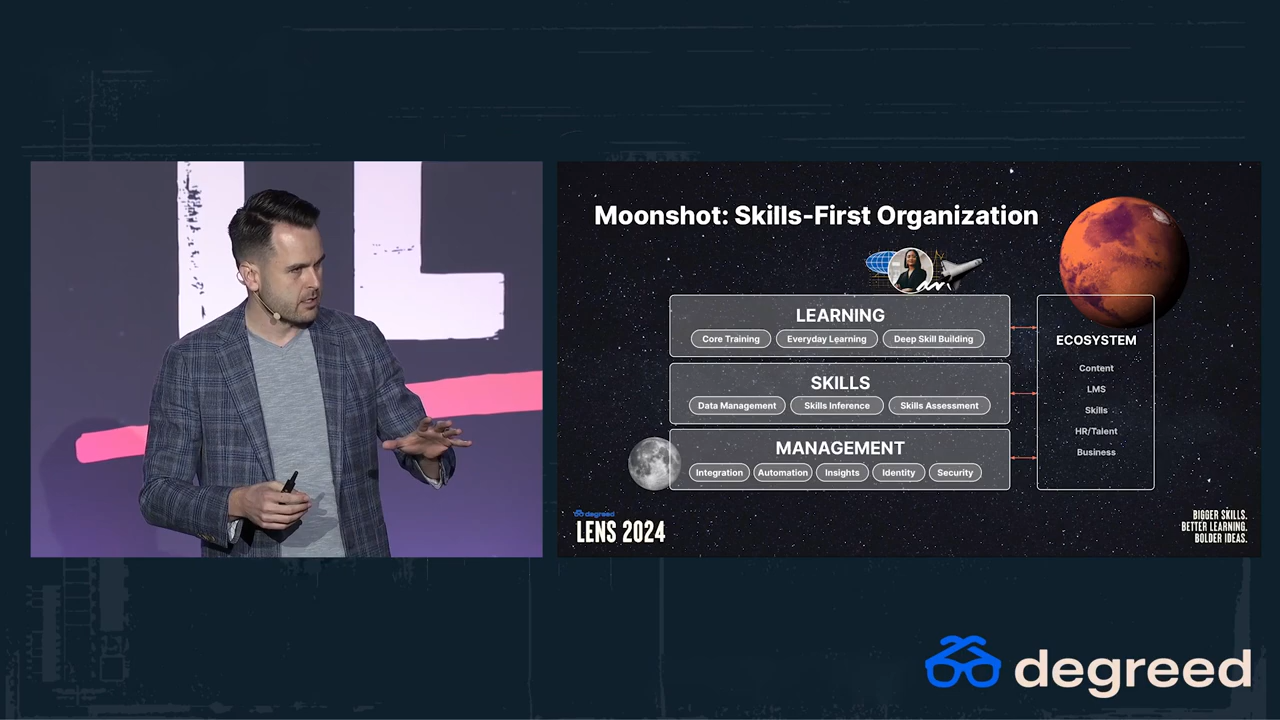 Moonshot: Skills-First Organization
LEARNING
Core Training
Everyday Learning
Deep Skill Building
SKILLS
Data Management
Skills Inference
Skills Assessment
MANAGEMENT
Integration
Automation
Insights
Identity
Security
ECOSYSTEM
Content
LMS
Skills
HR/Talent
Business
degreed
LENS 2024
BIGGER SKILLS.
BETTER LEARNING.
BOLDER IDEAS.
degreed